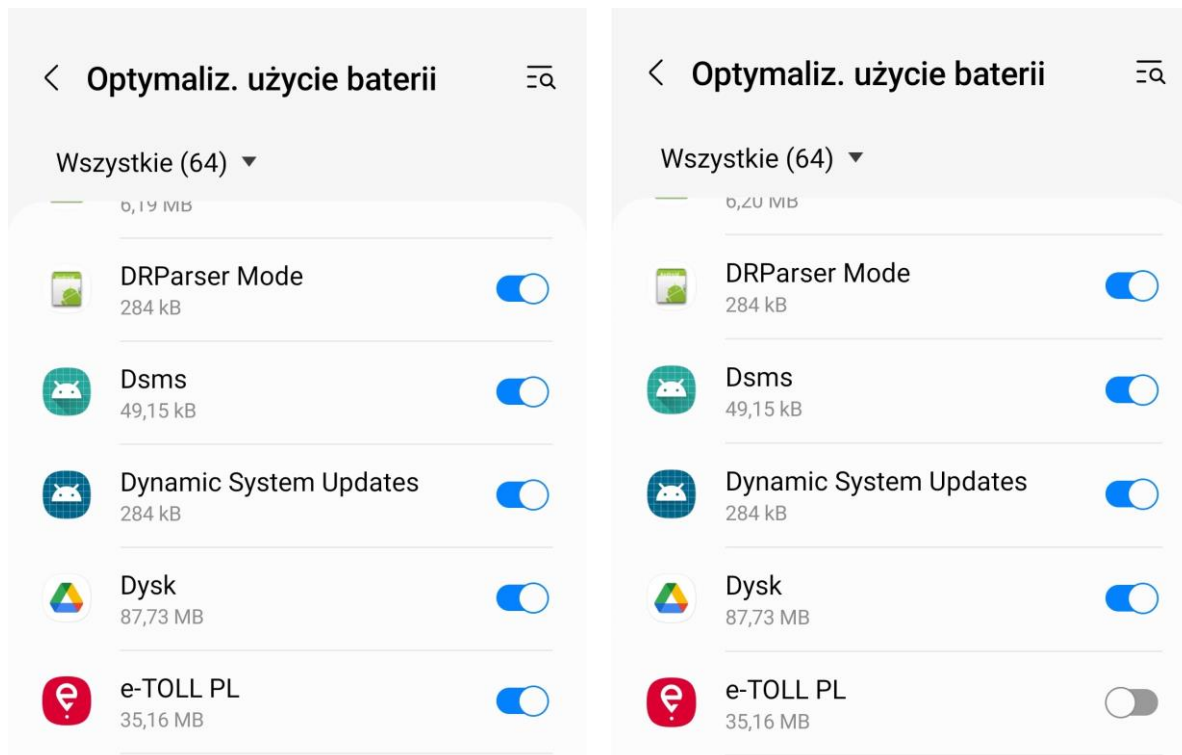 Optymaliz. użycie baterii
Wszystkie (64)
6,19 MB
DRParser Mode
284 kB
Dsms
49,15 kB
Dynamic System Updates
284 kB
Dysk
87,73 MB
e-TOLL PL
35,16 MB
Optymaliz. użycie baterii
Wszystkie (64)
6,20 MB
DRParser Mode
284 kB
Dsms
49,15 kB
Dynamic System Updates
284 kB
Dysk
87,73 MB
e-TOLL PL
35,16 MB